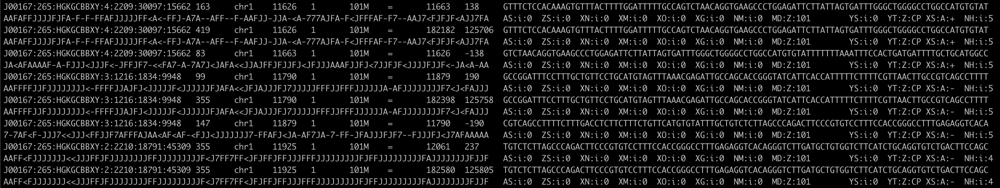 J00167:265:HGKGCBBXY:4:2209:30097:15662 163 chr1 11626 1 101M = 11663 138 GTTTCTCCACAAAGTGTTTACTTTTGGATTTTTGCCAGTCTAACAGGTGAAGCCCTGGAGATTCTTATTAGTGATTTGGGCTGGGGCCTGGCCATGTGTAT
AAFAFFJJJJFJFA-F-F-FFAFJJJJJFF<A<-FFJ-A7A--AFF--F-AAFJJ-JJA-<A-777AJFA-F<JFFFAF-F7--AAJ7<FJFJF<AJJ7FA AS:i:0 ZS:i:0 XN:i:0 XM:i:0 XO:i:0 XG:i:0 NM:i:0 MD:Z:101 YS:i:0 YT:Z:CP XS:A:+ NH:i:5
J00167:265:HGKGCBBXY:4:2209:30097:15662 419 chr1 11626 1 101M = 182182 125706 GTTTCTCCACAAAGTGTTTACTTTTGGATTTTTGCCAGTCTAACAGGTGAAGCCCTGGAGATTCTTATTAGTGATTTGGGCTGGGGCCTGGCCATGTGTAT
AAFAFFJJJJFJFA-F-F-FFAFJJJJJFF<A<-FFJ-A7A--AFF--F-AAFJJ-JJA-<A-777AJFA-F<JFFFAF-F7--AAJ7<FJFJF<AJJ7FA AS:i:0 ZS:i:0 XN:i:0 XM:i:0 XO:i:0 XG:i:0 NM:i:0 MD:Z:101 YS:i:0 YT:Z:CP XS:A:+ NH:i:5
J00167:265:HGKGCBBXY:4:2209:30097:15662 83 chr1 11663 1 101M = 11626 -138 GTCTAACAGGTGAAGCCCTGGAGATTCTTATTAGTGATTTGGGCTGGGGCCTGGCCATGTGTATTTTTTTAAATTTCCACTGATGATTTTGCTGCATGGCC
JA<AFAAAAF-A-FJJJ<JJJF<-JFFJF7-<<FA7-A-7A7J<JAFA<<JJAJFFJFJJFJ<JFJJJAAAFJJFJ<7JJFJF<JJJJFJJF<-JA<A-AA AS:i:0 ZS:i:0 XN:i:0 XM:i:0 XO:i:0 XG:i:0 NM:i:0 MD:Z:101 YS:i:0 YT:Z:CP XS:A:+ NH:i:5
J00167:265:HGKGCBBXY:3:1216:1834:9948 99 chr1 11790 1 101M = 11879 190 GCCGGATTTCCTTTGCTGTTCCTGCATGTAGTTTAAACGAGATTGCCAGCACCGGGTATCATTCACCATTTTTCTTTTCGTTAACTTGCCGTCAGCCTTTT
AAFFFFJJFJJJJJJJJ<-FFFFJJAJFJ<JJJJJF<JJJJJJFJAFA<<JFJAJJJFJ7JJJJJFFFJJFFFJJJJJJA-AFJJJJJJJJF7<J<FAJJJ AS:i:0 ZS:i:0 XN:i:0 XM:i:0 XO:i:0 XG:i:0 NM:i:0 MD:Z:101 YS:i:0 YT:Z:CP XS:A:- NH:i:5
J00167:265:HGKGCBBXY:3:1216:1834:9948 355 chr1 11790 1 101M = 182398 125758 GCCGGATTTCCTTTGCTGTTCCTGCATGTAGTTTAAACGAGATTGCCAGCACCGGGTATCATTCACCATTTTTCTTTTCGTTAACTTGCCGTCAGCCTTTT
AAFFFFJJFJJJJJJJJ<-FFFFJJAJFJ<JJJJJF<JJJJJJFJAFA<<JFJAJJJFJ7JJJJJFFFJJFFFJJJJJJA-AFJJJJJJJJF7<J<FAJJJ AS:i:0 ZS:i:0 XN:i:0 XM:i:0 XO:i:0 XG:i:0 NM:i:0 MD:Z:101 YS:i:0 YT:Z:CP XS:A:- NH:i:5
J00167:265:HGKGCBBXY:3:1216:1834:9948 147 chr1 11879 1 101M = 11790 -190 CGTCAGCCTTTTCTTTGACCTCTTCTTTCTGTTCATGTGTATTTGCTGTCTCTTAGCCCAGACTTCCCGTGTCCTTTCCACCGGGCCTTTGAGAGGTCACA
7-7AF<F-JJJ7<<JJJ<FFJJF7AFFFAJAA<AF<AF-<FJJ<JJJJJJJ7-FFAFJ<JA-AF7JA-7-FF-JFAJJJFJF7--FJJJFJ<J7AFAAAAA AS:i:0 ZS:i:0 XN:i:0 XM:i:0 XO:i:0 XG:i:0 NM:i:0 MD:Z:101 YS:i:0 YT:Z:CP XS:A:- NH:i:5
J00167:265:HGKGCBBXY:2:2210:18791:45309 355 chr1 11925 1 101M = 12061 237 TGTCTCTTAGCCCAGACTTCCCGTGTCCTTTCCACCGGGCCTTTGAGAGGTCACAGGGTCTTGATGCTGTGGTCTTCATCTGCAGGTGTCTGACTTCCAGC
AAFF<FJJJJJJJ<<JJJFFJFJJJJJJJJFFJJJJJJJJJF<J7FF7FF<JFJFFJFFJJJFFFJJJJJJJJJFJFFJJJJJJJJJFAJJJJJJJJFJJF AS:i:0 ZS:i:0 XN:i:0 XM:i:0 XO:i:0 XG:i:0 NM:i:0 MD:Z:101 YS:i:0 YT:Z:CP XS:A:- NH:i:4
J00167:265:HGKGCBBXY:2:2210:18791:45309 355 chr1 11925 1 101M = 182580 125805 TGTCTCTTAGCCCAGACTTCCCGTGTCCTTTCCACCGGGCCTTTGAGAGGTCACAGGGTCTTGATGCTGTGGTCTTCATCTGCAGGTGTCTGACTTCCAGC
AAFF<FJJJJJJJ<<JJJFFJFJJJJJJJJFFJJJJJJJJJF<J7FF7FF<JFJFFJFFJJJFFFJJJJJJJJJFJFFJJJJJJJJJFAJJJJJJJJFJJF AS:i:0 ZS:i:0 XN:i:0 XM:i:0 XO:i:0 XG:i:0 NM:i:0 MD:Z:101 YS:i:0 YT:Z:CP XS:A:- NH:i:4